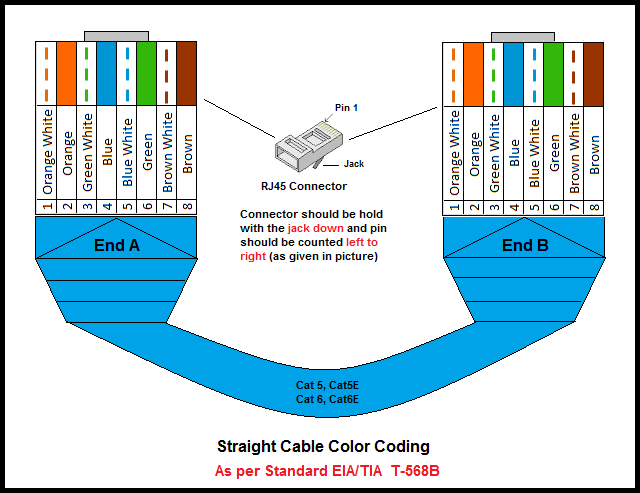 Orange White
Orange
Green White
Blue
Blue White
Green
Brown White
Brown
1 2 3 4 5 6 7 8
End A
Pin 1
Jack
RJ45 Connector
Connector should be hold
with the jack down and pin
should be counted left to
right (as given in picture)
Orange White
Orange
Green White
Blue
Blue White
Green
Brown White
Brown
1 2 3 4 5 6 7 8
End B
Cat 5, Cat5E
Cat 6, Cat6E
Straight Cable Color Coding
As per Standard EIA/TIA T-568B